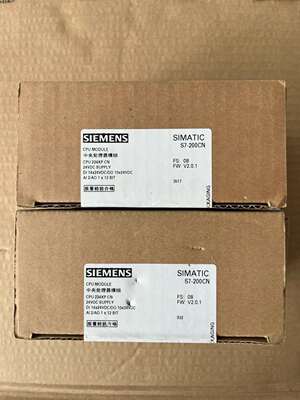 SIEMENS
SIMATIC
S7-200CN
CPU MODULE
中央处理器模块
CPU 224XP CN
24VDC SUPPLY
DI 14x24VDC/DO 10x24VDC
AI 2/AO 1 x 12 BIT
FS: 08
FW: V2.0.1
KAGING
SIEMENS
SIMATIC
S7-200CN
CPU MODULE
中央处理器模块
CPU 224XP CN
24VDC SUPPLY
DI 14x24VDC/DO 10x24VDC
AI 2/AO 1 x 12 BIT
FS: 08
FW: V2.0.1
KAGING